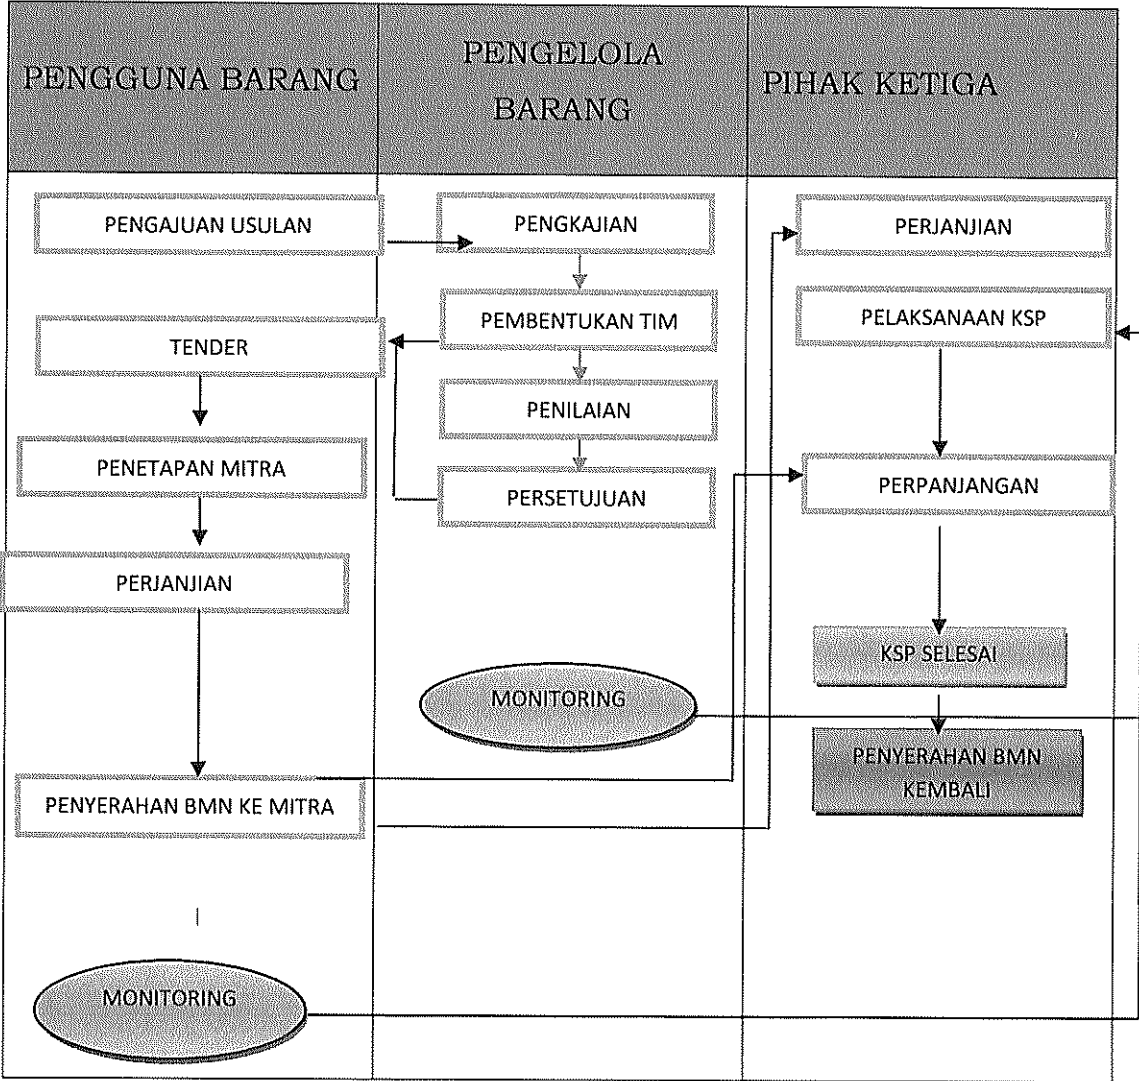 PENGGUNA BARANG
PENGELOLA
BARANG
PIHAK KETIGA
PENGAJUAN USULAN
TENDER
PENETAPAN MITRA
PERJANJIAN
PENYERAHAN BMN KE MITRA
MONITORING
PENGKAJIAN
PEMBENTUKAN TIM
PENILAIAN
PERSETUJUAN
MONITORING
PERJANJIAN
PELAKSANAAN KSP
PERPANJANGAN
KSP SELESAI
PENYERAHAN BMN
KEMBALI